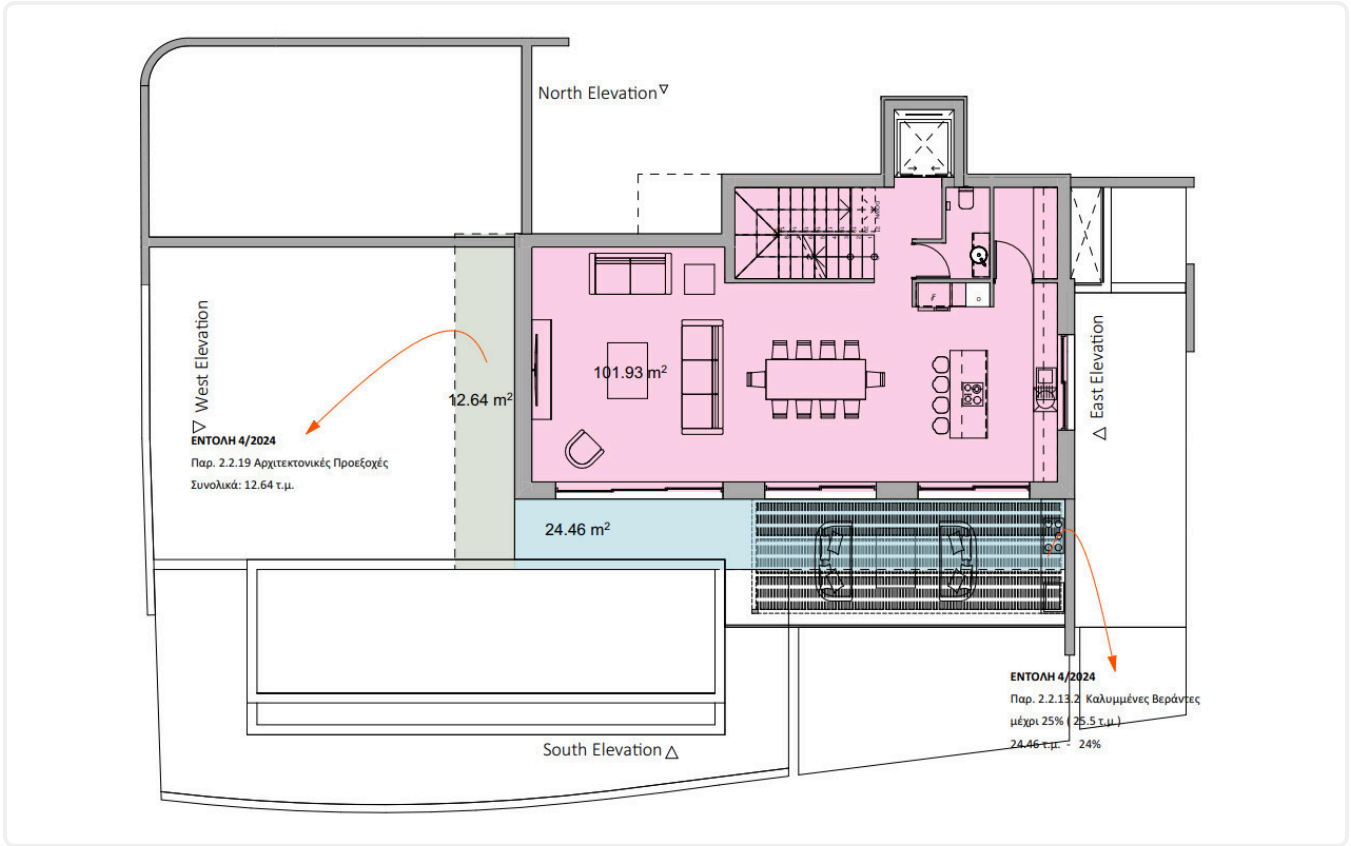 North Elevation
West Elevation
East Elevation
101.93 m²
12.64 m²
ΕΝΤΟΛΗ 4/2024
Παρ. 2.2.19 Αρχιτεκτονικές Προεξοχές
Συνολικά: 12.64 τ.μ.
24.46 m²
ΕΝΤΟΛΗ 4/2024
Παρ. 2.2.13.2 Καλυμμένες Βεράντες
μέχρι 25% ( 25.5 τ.μ.)
24.46 τ.μ. - 24%
South Elevation